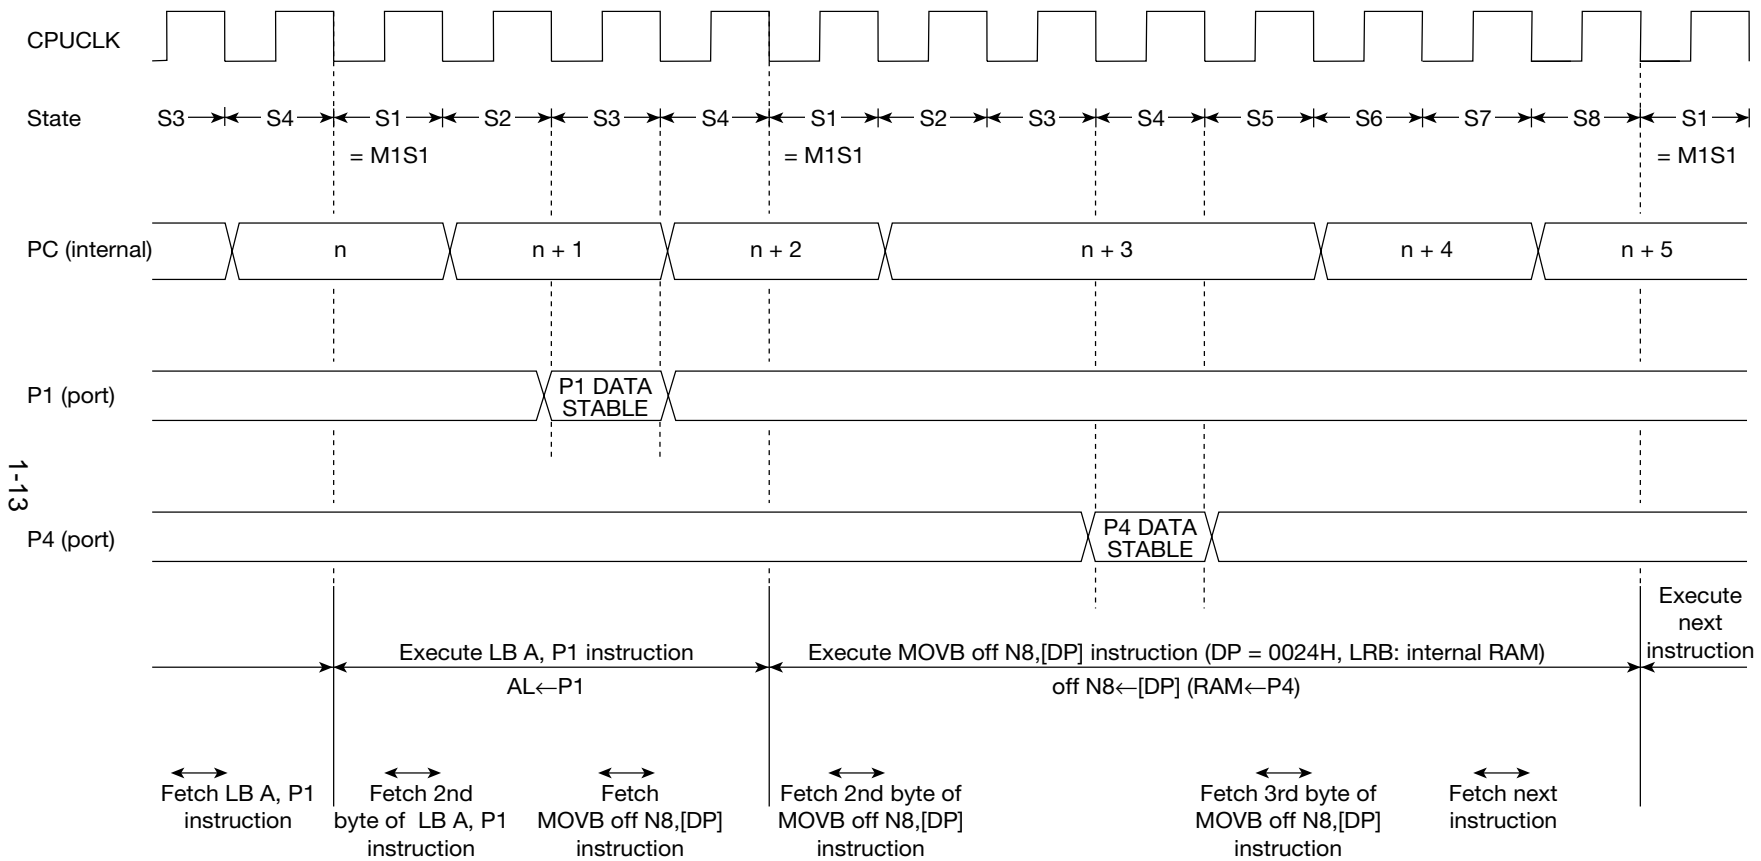 CPUCLK
State S3 S4 S1 S2 S3 S4 S1 S2 S3 S4 S5 S6 S7 S8 S1
= M1S1 = M1S1 = M1S1
PC (internal) n n + 1 n + 2 n + 3 n + 4 n + 5
P1 (port) P1 DATA
STABLE
1-13
P4 (port) P4 DATA
STABLE
Execute
next
instruction
Execute LB A, P1 instruction
AL←P1
Execute MOVB off N8,[DP] instruction (DP = 0024H, LRB: internal RAM)
off N8←[DP] (RAM←P4)
Fetch LB A, P1
instruction
Fetch 2nd
byte of LB A, P1
instruction
Fetch
MOVB off N8,[DP]
instruction
Fetch 2nd byte of
MOVB off N8,[DP]
instruction
Fetch 3rd byte of
MOVB off N8,[DP]
instruction
Fetch next
instruction